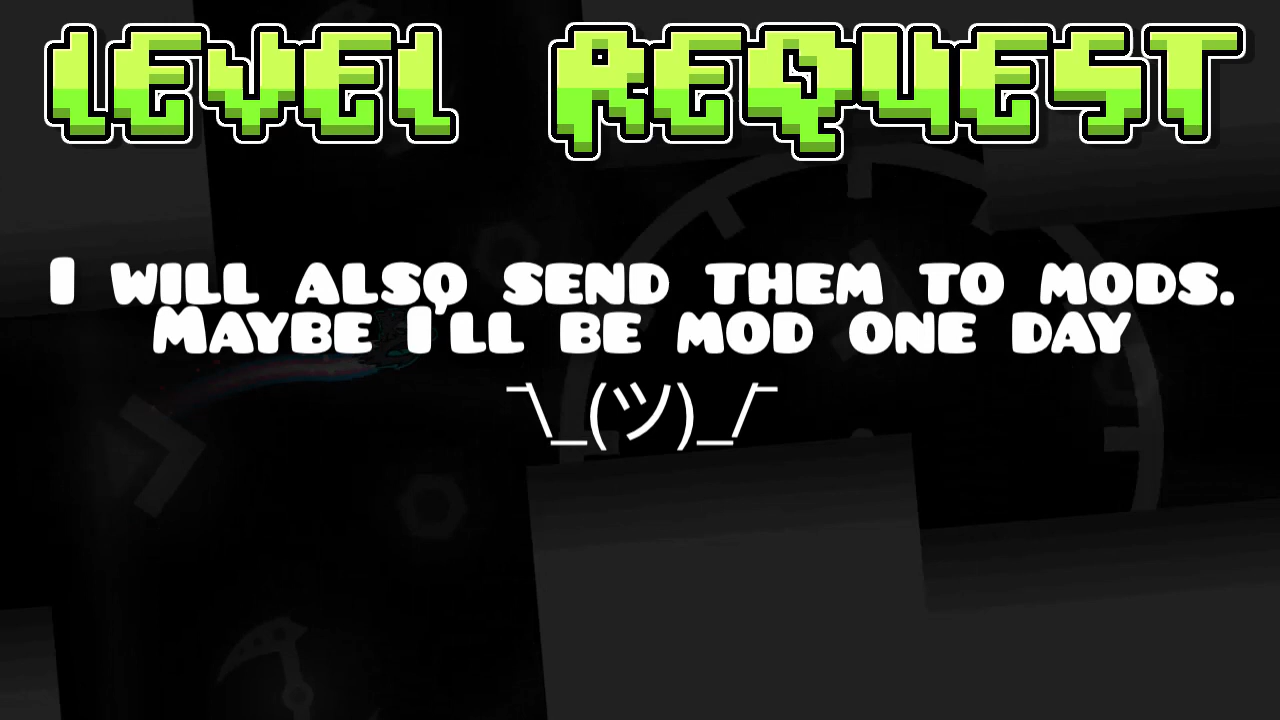 LEVEL REQUEST
I WILL ALSO SEND THEM TO MODS.
MAYBE I'LL BE MOD ONE DAY
¯\_(ツ)_/¯